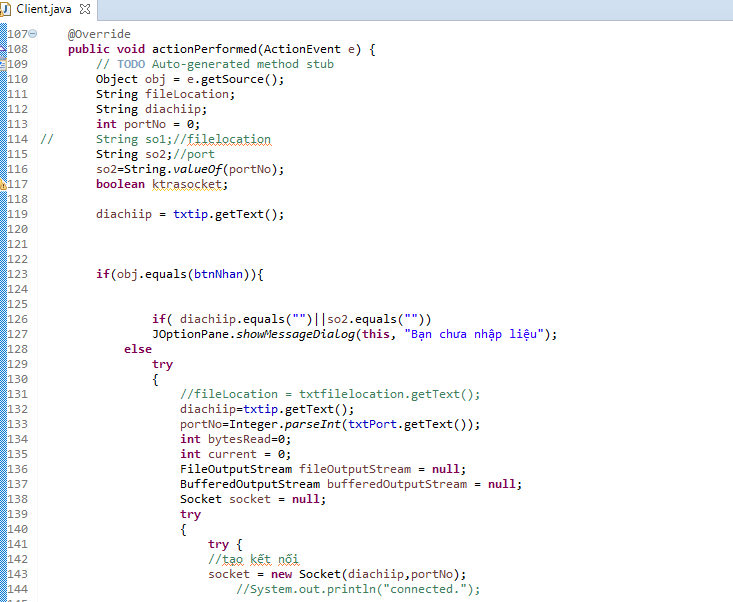 Client.java
107 @Override
108 public void actionPerformed(ActionEvent e) {
109 // TODO Auto-generated method stub
110 Object obj = e.getSource();
111 String fileLocation;
112 String diachiip;
113 int portNo = 0;
114 // String so1;//filelocation
115 String so2;//port
116 so2=String.valueOf(portNo);
117 boolean ktrasocket;
118
119 diachiip = txtip.getText();
120
121
122
123 if(obj.equals(btnNhan)){
124
125
126 if( diachiip.equals("")||so2.equals(""))
127 JOptionPane.showMessageDialog(this, "Bạn chưa nhập liệu");
128 else
129 try
130 {
131 //fileLocation = txtfilelocation.getText();
132 diachiip=txtip.getText();
133 portNo=Integer.parseInt(txtPort.getText());
134 int bytesRead=0;
135 int current = 0;
136 FileOutputStream fileOutputStream = null;
137 BufferedOutputStream bufferedOutputStream = null;
138 Socket socket = null;
139 try
140 {
141 try {
142 //tạo kết nối
143 socket = new Socket(diachiip,portNo);
144 //System.out.println("connected.");